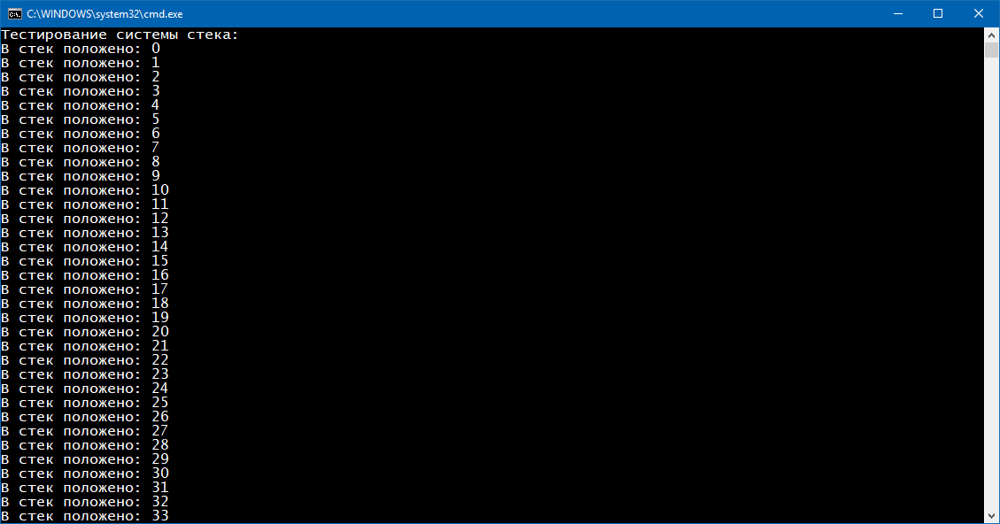 C:\WINDOWS\system32\cmd.exe
Тестирование системы стека:
В стек положено: 0
В стек положено: 1
В стек положено: 2
В стек положено: 3
В стек положено: 4
В стек положено: 5
В стек положено: 6
В стек положено: 7
В стек положено: 8
В стек положено: 9
В стек положено: 10
В стек положено: 11
В стек положено: 12
В стек положено: 13
В стек положено: 14
В стек положено: 15
В стек положено: 16
В стек положено: 17
В стек положено: 18
В стек положено: 19
В стек положено: 20
В стек положено: 21
В стек положено: 22
В стек положено: 23
В стек положено: 24
В стек положено: 25
В стек положено: 26
В стек положено: 27
В стек положено: 28
В стек положено: 29
В стек положено: 30
В стек положено: 31
В стек положено: 32
В стек положено: 33